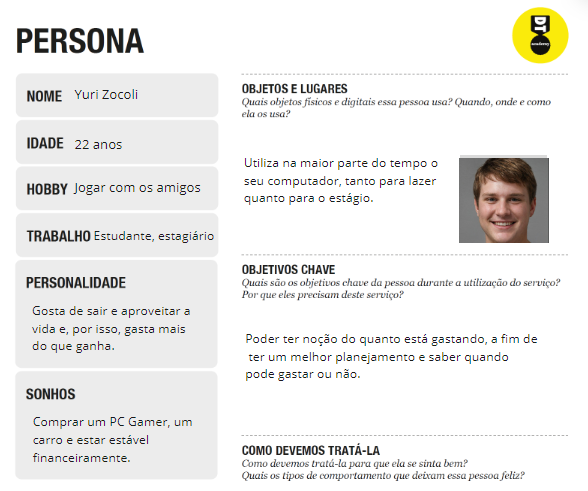 PERSONA
DT
academy
NOME Yuri Zocoli
IDADE 22 anos
HOBBY Jogar com os amigos
TRABALHO Estudante, estagiário
PERSONALIDADE
Gosta de sair e aproveitar a
vida e, por isso, gasta mais
do que ganha.
SONHOS
Comprar um PC Gamer, um
carro e estar estável
financeiramente.
OBJETOS E LUGARES
Quais objetos físicos e digitais essa pessoa usa? Quando, onde e como
ela os usa?
Utiliza na maior parte do tempo o
seu computador, tanto para lazer
quanto para o estágio.
OBJETIVOS CHAVE
Quais são os objetivos chave da pessoa durante a utilização do serviço?
Por que eles precisam deste serviço?
Poder ter noção do quanto está gastando, a fim de
ter um melhor planejamento e saber quando
pode gastar ou não.
COMO DEVEMOS TRATÁ-LA
Como devemos tratá-la para que ela se sinta bem?
Quais os tipos de comportamento que deixam essa pessoa feliz?